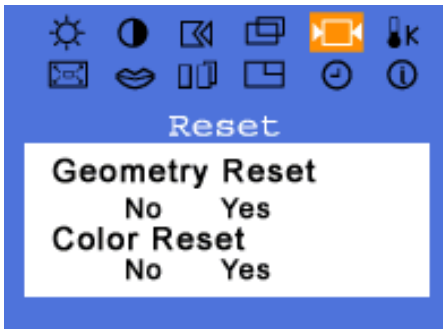 K
Reset
Geometry Reset
No Yes
Color Reset
No Yes